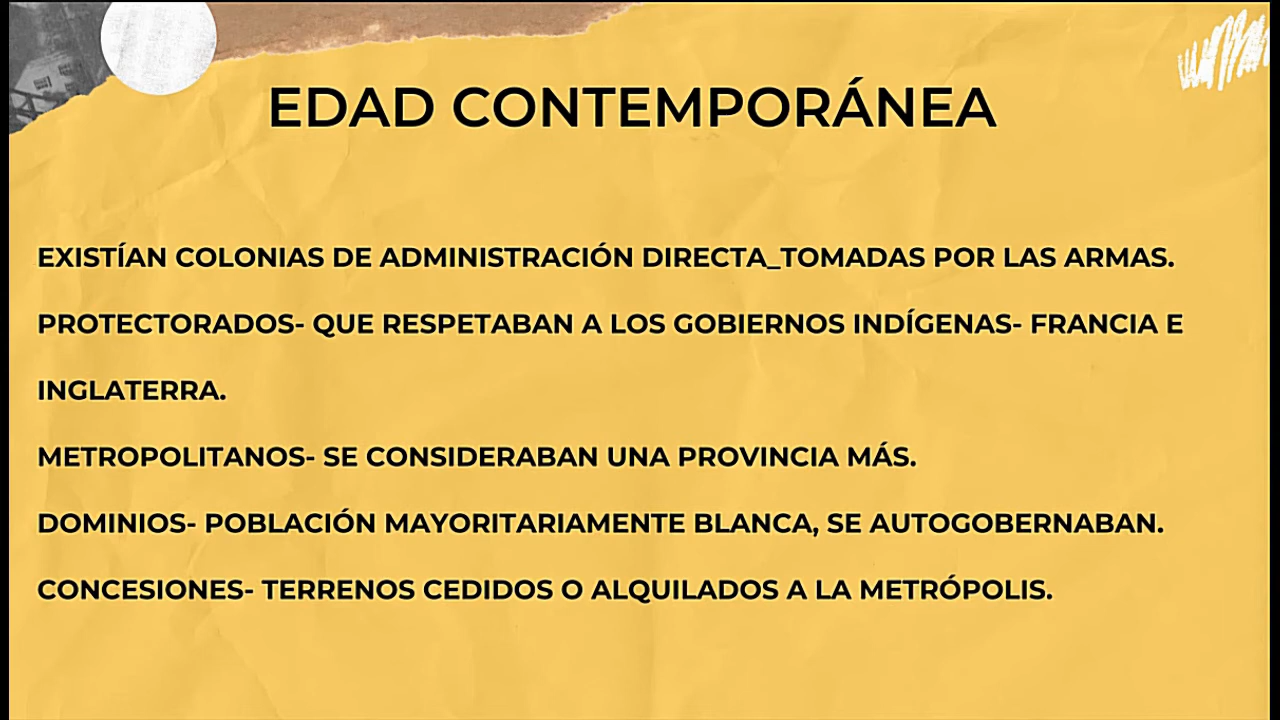 EDAD CONTEMPORÁNEA
EXISTÍAN COLONIAS DE ADMINISTRACIÓN DIRECTA_TOMADAS POR LAS ARMAS.
PROTECTORADOS- QUE RESPETABAN A LOS GOBIERNOS INDÍGENAS- FRANCIA E
INGLATERRA.
METROPOLITANOS- SE CONSIDERABAN UNA PROVINCIA MÁS.
DOMINIOS- POBLACIÓN MAYORITARIAMENTE BLANCA, SE AUTOGOBERNABAN.
CONCESIONES- TERRENOS CEDIDOS O ALQUILADOS A LA METRÓPOLIS.